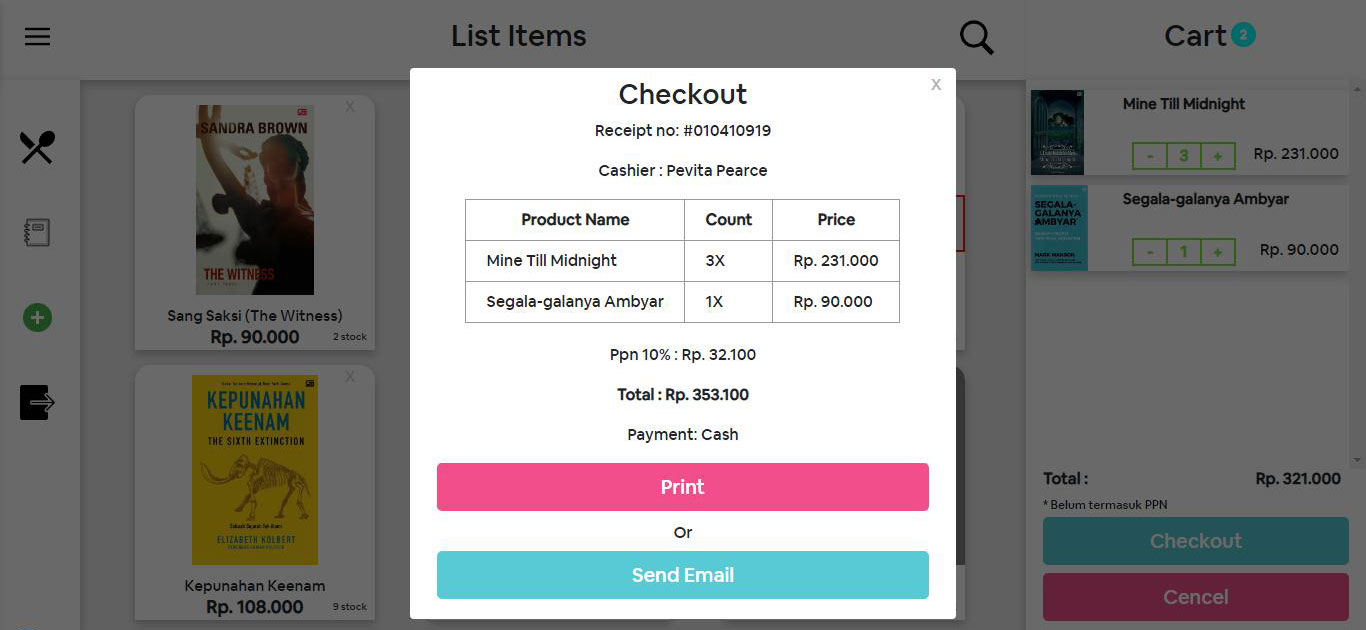 List Items
Cart 2
X
SANDRA BROWN
THE WITNESS
Sang Saksi (The Witness)
Rp. 90.000
2 stock
X
KEPUNAHAN
KEENAM
THE SIXTH EXTINCTION
ELIZABETH KOLBERT
Kepunahan Keenam
Rp. 108.000
9 stock
X
Checkout
Receipt no: #010410919
Cashier : Pevita Pearce
Product Name Count Price
Mine Till Midnight 3X Rp. 231.000
Segala-galanya Ambyar 1X Rp. 90.000
Ppn 10% : Rp. 32.100
Total : Rp. 353.100
Payment: Cash
Print
Or
Send Email
Mine Till Midnight
- 3 + Rp. 231.000
SEGALA-
GALANYA
AMBYAR
MARK MANSON
Segala-galanya Ambyar
- 1 + Rp. 90.000
Total : Rp. 321.000
* Belum termasuk PPN
Checkout
Cencel